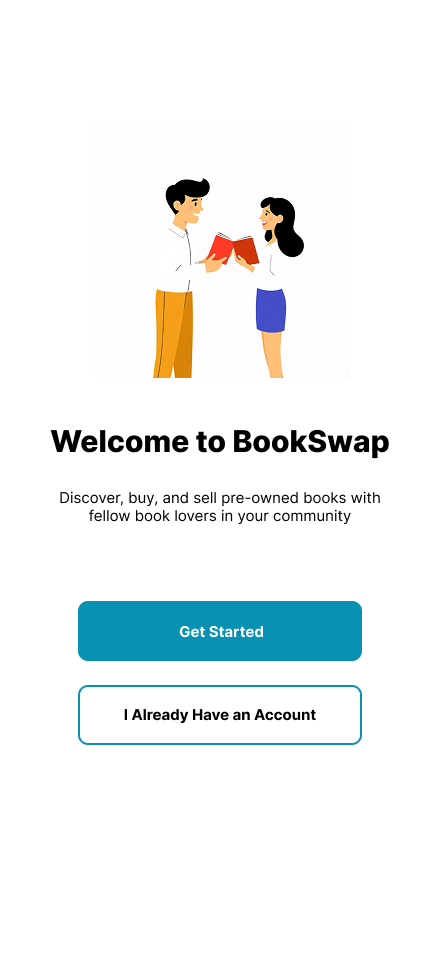 Welcome to BookSwap
Discover, buy, and sell pre-owned books with
fellow book lovers in your community
Get Started
I Already Have an Account